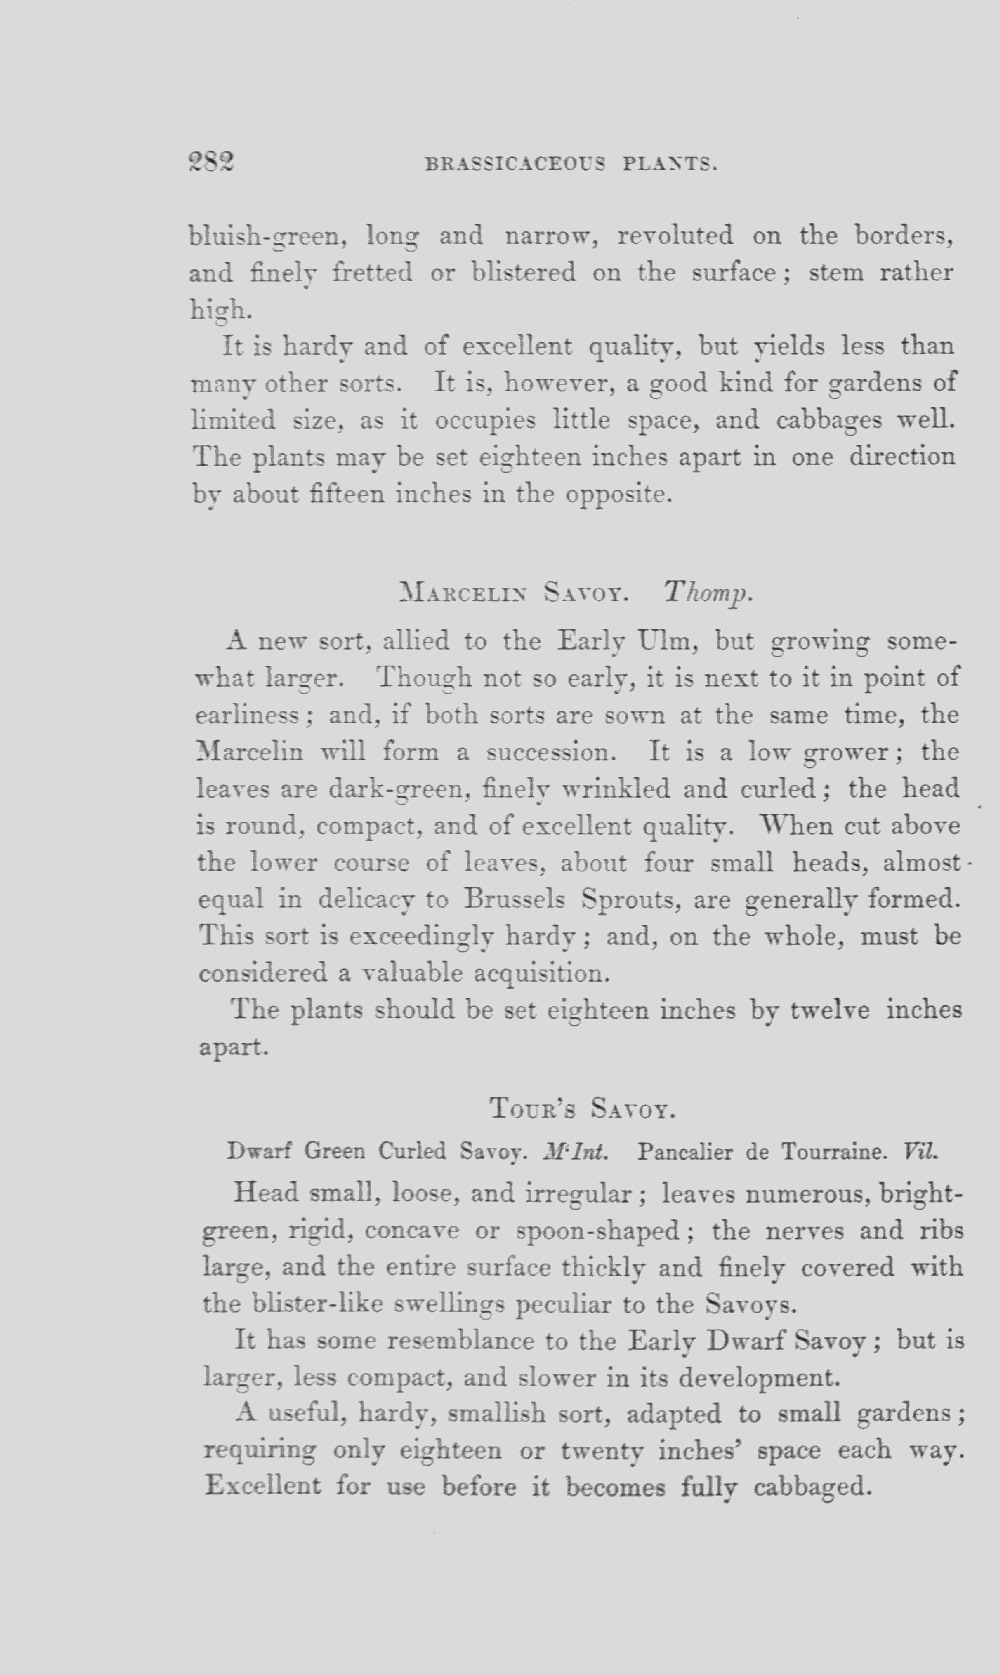 282 BRASSICACEOUS PLANTS.
bluish-green, long and narrow, revoluted on the borders,
and finely fretted or blistered on the surface; stem rather
high.
It is hardy and of excellent quality, but yields less than
many other sorts. It is, however, a good kind for gardens of
limited size, as it occupies little space, and cabbages well.
The plants may be set eighteen inches apart in one direction
by about fifteen inches in the opposite.
MARCELIN SAVOY. Thomp.
A new sort, allied to the Early Ulm, but growing some-
what larger. Though not so early, it is next to it in point of
earliness; and, if both sorts are sown at the same time, the
Marcelin will form a succession. It is a low grower; the
leaves are dark-green, finely wrinkled and curled; the head
is round, compact, and of excellent quality. When cut above
the lower course of leaves, about four small heads, almost
equal in delicacy to Brussels Sprouts, are generally formed.
This sort is exceedingly hardy; and, on the whole, must be
considered a valuable acquisition.
The plants should be set eighteen inches by twelve inches
apart.
TOUR'S SAVOY.
Dwarf Green Curled Savoy. M‘Int. Pancalier de Tourraine. Vil.
Head small, loose, and irregular; leaves numerous, bright-
green, rigid, concave or spoon-shaped; the nerves and ribs
large, and the entire surface thickly and finely covered with
the blister-like swellings peculiar to the Savoys.
It has some resemblance to the Early Dwarf Savoy; but is
larger, less compact, and slower in its development.
A useful, hardy, smallish sort, adapted to small gardens;
requiring only eighteen or twenty inches' space each way.
Excellent for use before it becomes fully cabbaged.